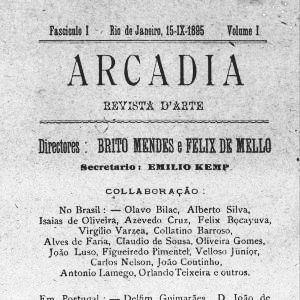 Fasciculo I Rio de Janeiro, 15-IX-1895 Volume I
ARCADIA
REVISTA D'ARTE
Directores : BRITO MENDES e FELIX DE MELLO
Secretario : EMILIO KEMP
COLLABORAÇÃO :
No Brasil : — Olavo Bilac, Alberto Silva,
Isaias de Oliveira, Azevedo Cruz, Felix Bocayuva,
Virgilio Varzea, Collatino Barroso,
Alves de Faria, Claudio de Sousa, Oliveira Gomes,
João Luso, Figueiredo Pimentel, Velloso Júnior,
Carlos Nelson, João Coutinho,
Antonio Lamego, Orlando Teixeira e outros.
Em Portugal : — Delfim Guimarães, D. João de